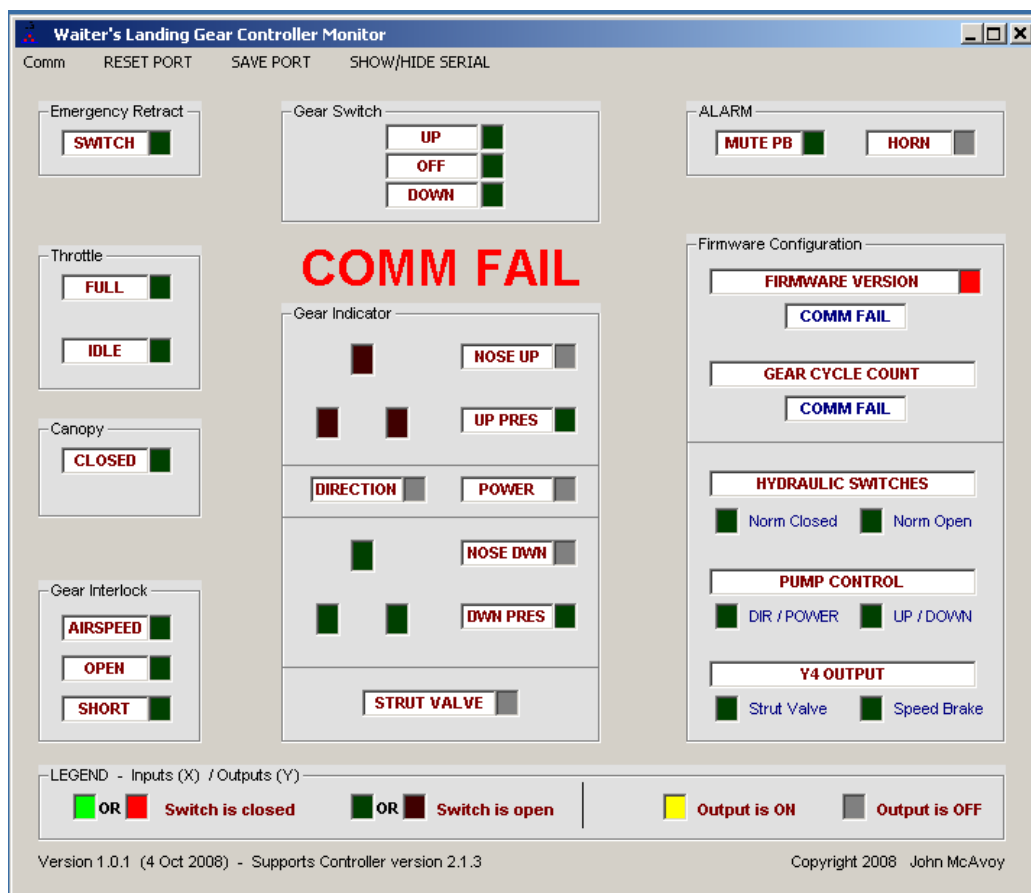 Waiter's Landing Gear Controller Monitor
Comm RESET PORT SAVE PORT SHOW/HIDE SERIAL
Emergency Retract
SWITCH
Gear Switch
UP
OFF
DOWN
ALARM
MUTE PB HORN
Throttle
FULL
IDLE
COMM FAIL
Firmware Configuration
FIRMWARE VERSION
COMM FAIL
GEAR CYCLE COUNT
COMM FAIL
Gear Indicator
NOSE UP
UP PRES
DIRECTION POWER
NOSE DWN
DWN PRES
STRUT VALVE
Canopy
CLOSED
HYDRAULIC SWITCHES
Norm Closed Norm Open
PUMP CONTROL
DIR / POWER UP / DOWN
Y4 OUTPUT
Strut Valve Speed Brake
Gear Interlock
AIRSPEED
OPEN
SHORT
LEGEND - Inputs (X) / Outputs (Y)
OR Switch is closed OR Switch is open Output is ON Output is OFF
Version 1.0.1 (4 Oct 2008) - Supports Controller version 2.1.3 Copyright 2008 John McAvoy